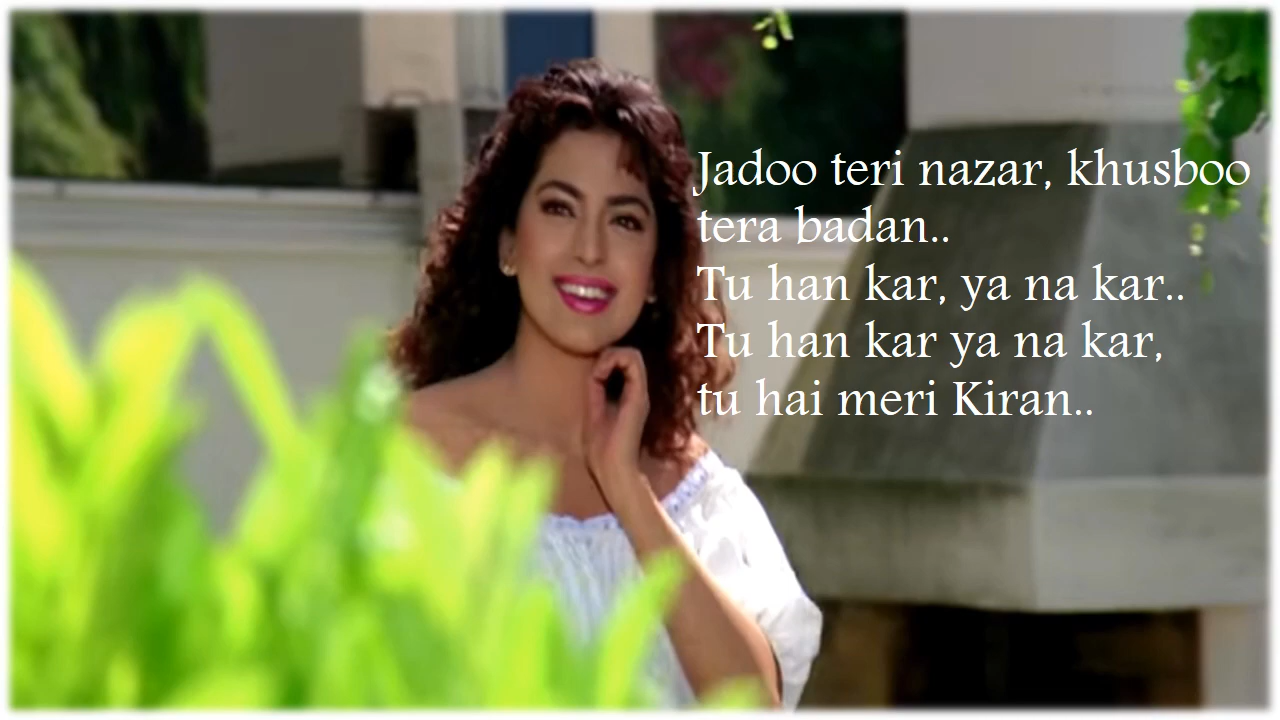 Jadoo teri nazar, khusboo
tera badan..
Tu han kar, ya na kar..
Tu han kar ya na kar,
tu hai meri Kiran..